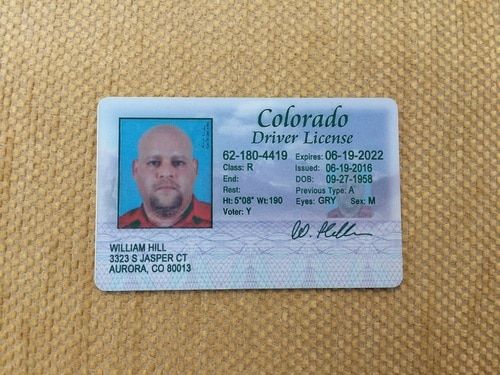 Colorado
Driver License
62-180-4419 Expires: 06-19-2022
Class: R Issued: 06-19-2016
End: DOB: 09-27-1958
Rest: Previous Type: A
Ht: 5'08" Wt:190 Eyes: GRY Sex: M
Voter: Y
W. Hill
WILLIAM HILL
3323 S JASPER CT
AURORA, CO 80013